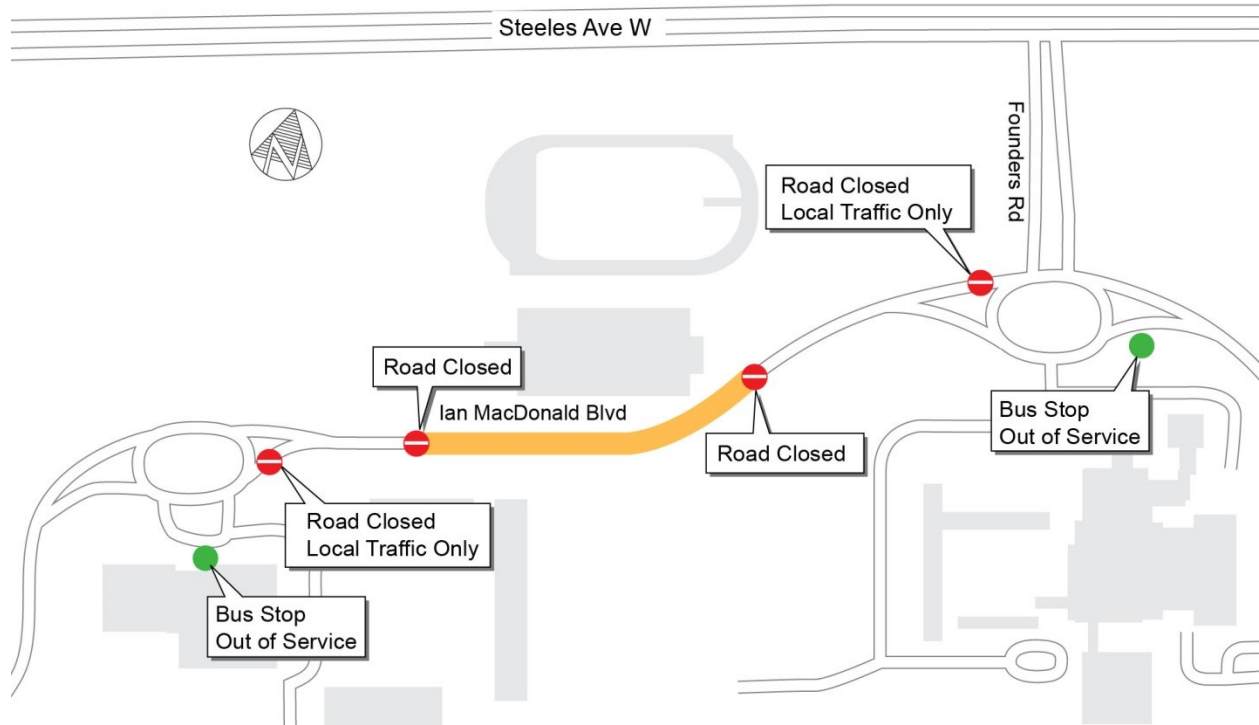 Steeles Ave W
Founders Rd
Road Closed
Local Traffic Only
Road Closed
Ian MacDonald Blvd
Bus Stop
Out of Service
Road Closed
Road Closed
Local Traffic Only
Bus Stop
Out of Service